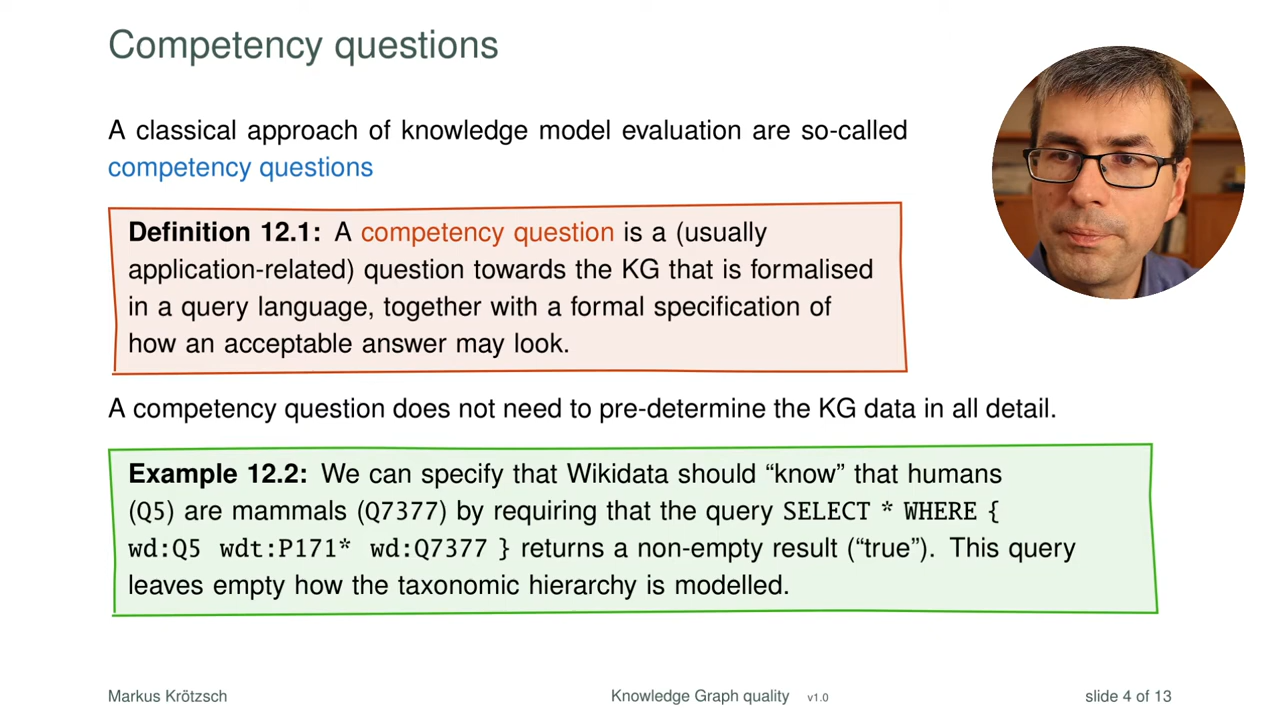 Competency questions
A classical approach of knowledge model evaluation are so-called
competency questions
Definition 12.1: A competency question is a (usually
application-related) question towards the KG that is formalised
in a query language, together with a formal specification of
how an acceptable answer may look.
A competency question does not need to pre-determine the KG data in all detail.
Example 12.2: We can specify that Wikidata should “know” that humans
(Q5) are mammals (Q7377) by requiring that the query SELECT * WHERE {
wd:Q5 wdt:P171* wd:Q7377 } returns a non-empty result (“true”). This query
leaves empty how the taxonomic hierarchy is modelled.
Markus Krötzsch Knowledge Graph quality v1.0 slide 4 of 13